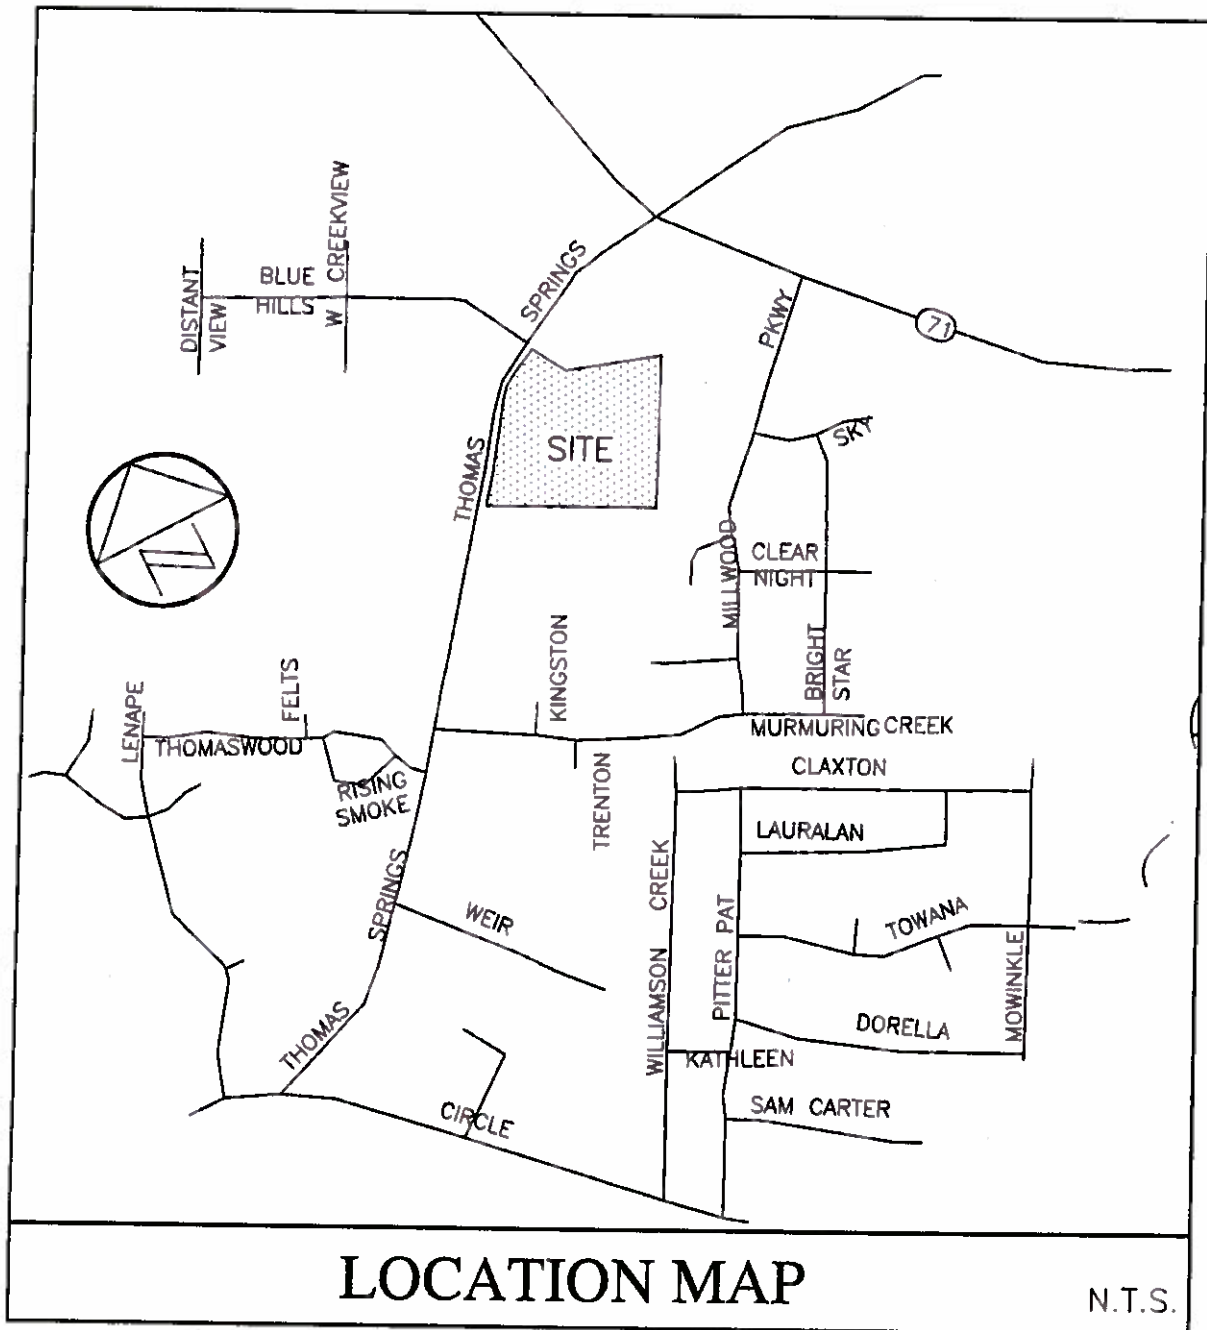 W CREEKVIEW
BLUE
HILLS
DISTANT
VIEW
SPRINGS
PKWY
71
SKY
SITE
THOMAS
N
MILLWOOD
CLEAR
NIGHT
BRIGHT
STAR
KINGSTON
FELTS
LENAPE
THOMASWOOD
MURMURING CREEK
RISING
SMOKE
TRENTON
CLAXTON
LAURALAN
SPRINGS
WEIR
WILLIAMSON CREEK
PITTER PAT
TOWANA
MOWINKLE
THOMAS
DORELLA
KATHLEEN
CIRCLE
SAM CARTER
LOCATION MAP
N.T.S.